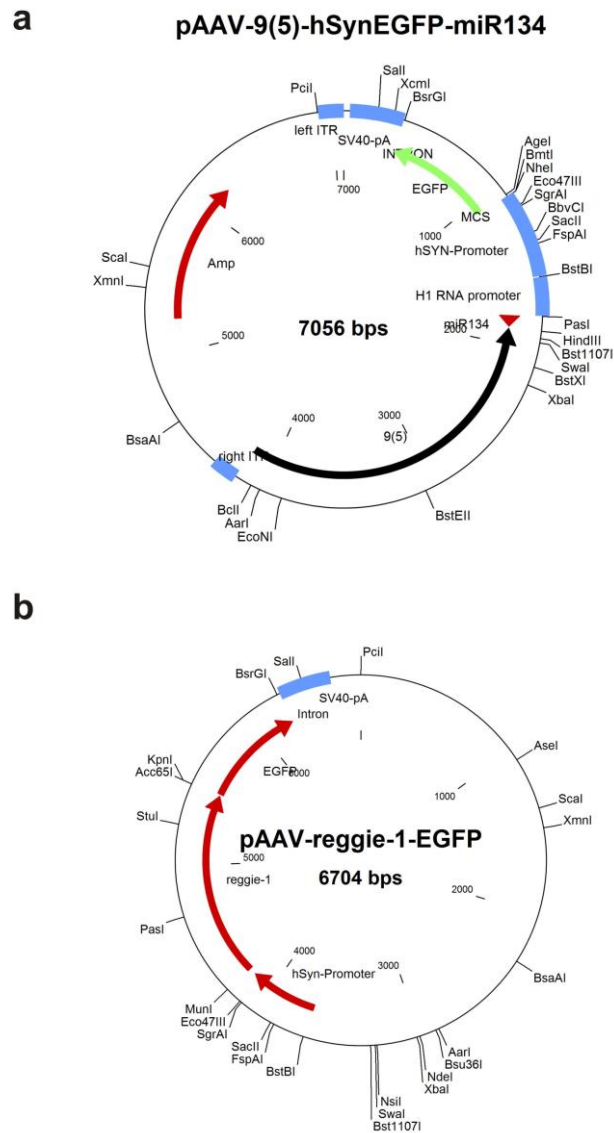 a
pAAV-9(5)-hSynEGFP-miR134
SalI
XcmI
BsrGI
PciI
left ITR
SV40-pA
INTRON
7000
EGFP
MCS
1000
hSYN-Promoter
AgeI
BmtI
NheI
Eco47III
SgrAI
BbvCI
SacII
FspAI
BstBI
6000
Amp
ScaI
XmnI
H1 RNA promoter
miR134
7056 bps
2000
5000
PasI
HindIII
Bst1107I
SwaI
BstXI
XbaI
4000
3000
9(5)
BsaAI
right ITR
BclI
AarI
EcoNI
BstEII
b
PciI
SalI
BsrGI
SV40-pA
Intron
KpnI
Acc65I
EGFP
6000
AseI
1000
ScaI
XmnI
StuI
pAAV-reggie-1-EGFP
5000
reggie-1
6704 bps
2000
PasI
4000
hSyn-Promoter
3000
BsaAI
MunI
Eco47III
SgrAI
SacII
FspAI
BstBI
AarI
Bsu36I
NdeI
XbaI
NsiI
SwaI
Bst1107I